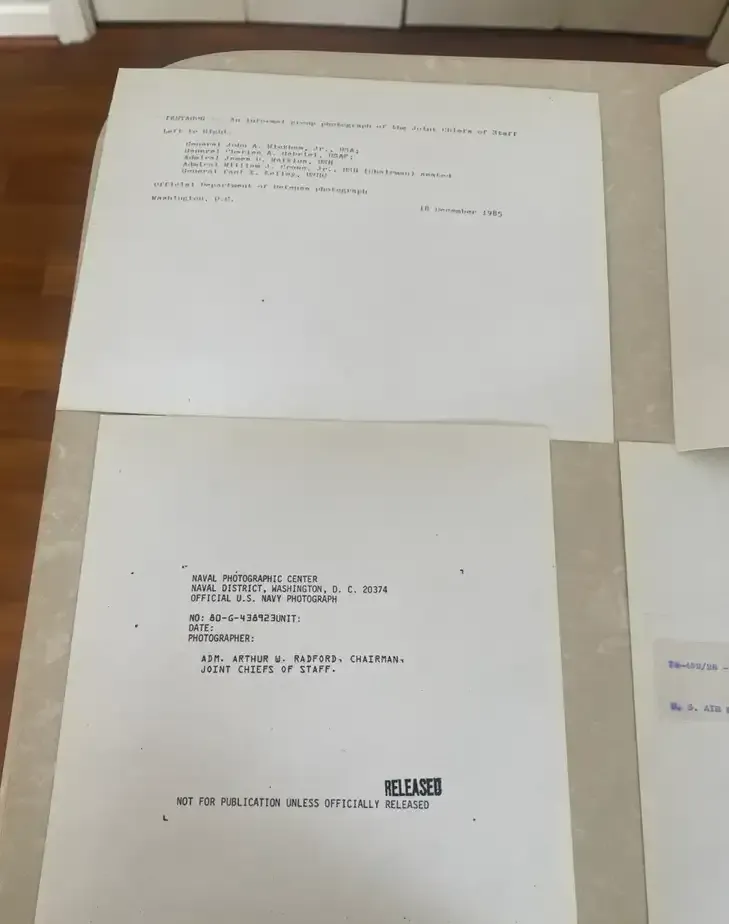 An informal group photograph of the Joint Chiefs of Staff
Left to Right:
General John A. Wickham, Jr., USA;
General Charles A. Gabriel, USAF;
Admiral James D. Watkins, USN
Admiral William J. Crowe, Jr., USN (Chairman) seated
General Paul X. Kelley, USMC
Official Department of Defense photograph
Washington, D.C.
18 December 1985
NAVAL PHOTOGRAPHIC CENTER
NAVAL DISTRICT, WASHINGTON, D. C. 20374
OFFICIAL U.S. NAVY PHOTOGRAPH
NO: 80-G-438923UNIT:
DATE:
PHOTOGRAPHER:
ADM. ARTHUR W. RADFORD, CHAIRMAN,
JOINT CHIEFS OF STAFF.
RELEASED
NOT FOR PUBLICATION UNLESS OFFICIALLY RELEASED
U. S. AIR